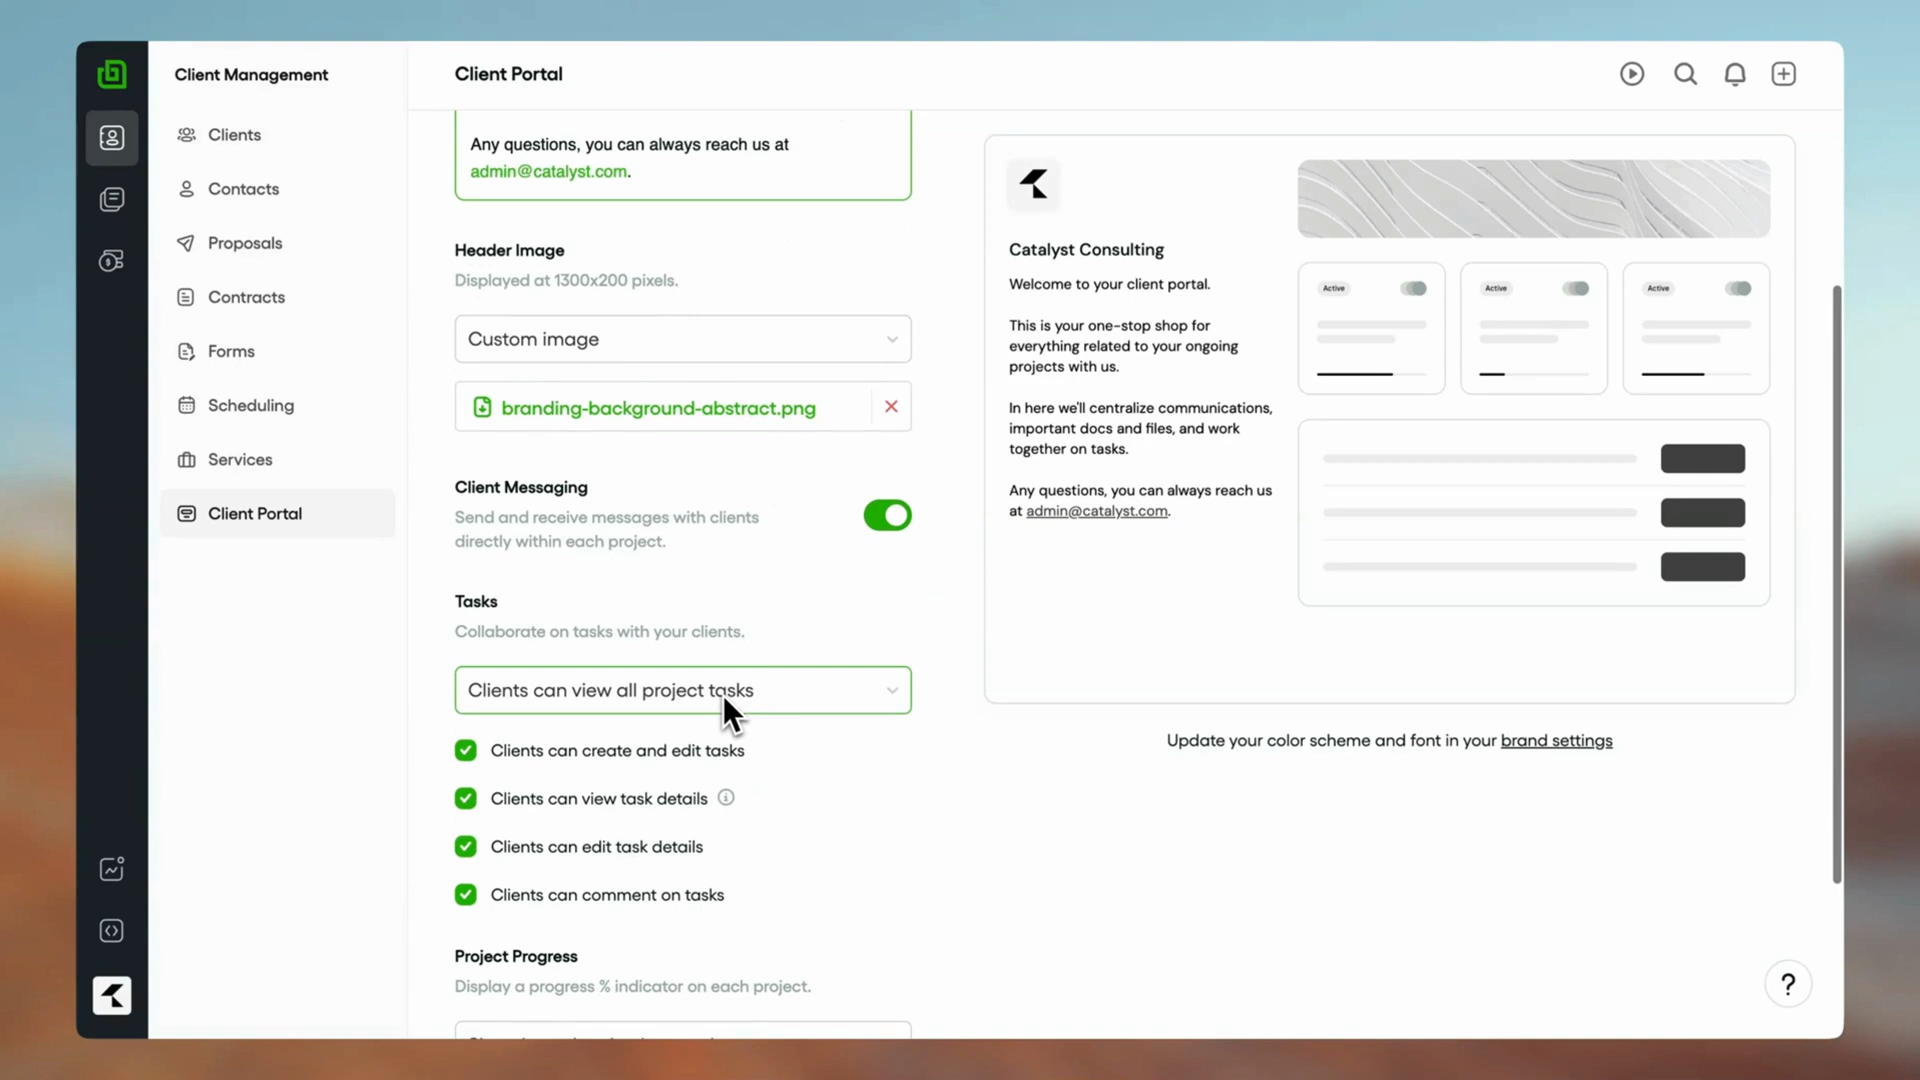 Client Management
Clients
Contacts
Proposals
Contracts
Forms
Scheduling
Services
Client Portal
Client Portal
Any questions, you can always reach us at
admin@catalyst.com.
Header Image
Displayed at 1300x200 pixels.
Custom image
branding-background-abstract.png
Client Messaging
Send and receive messages with clients
directly within each project.
Tasks
Collaborate on tasks with your clients.
Clients can view all project tasks
Clients can create and edit tasks
Clients can view task details
Clients can edit task details
Clients can comment on tasks
Project Progress
Display a progress % indicator on each project.
Catalyst Consulting
Welcome to your client portal.
This is your one-stop shop for
everything related to your ongoing
projects with us.
In here we'll centralize communications,
important docs and files, and work
together on tasks.
Any questions, you can always reach us
at admin@catalyst.com.
Active
Active
Active
Update your color scheme and font in your brand settings
?